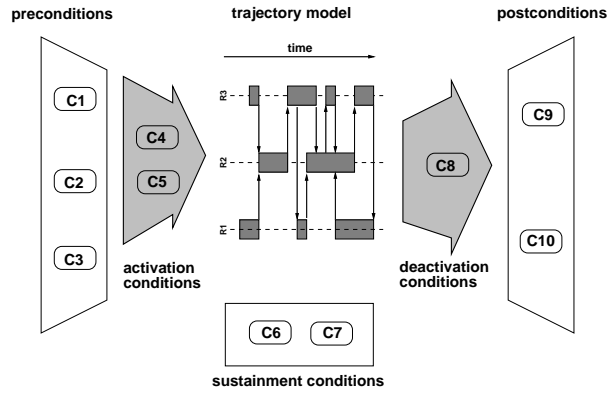 preconditions
trajectory model
postconditions
time
R3
R2
R1
C1
C2
C3
C4
C5
activation
conditions
C8
deactivation
conditions
C9
C10
C6
C7
sustainment conditions